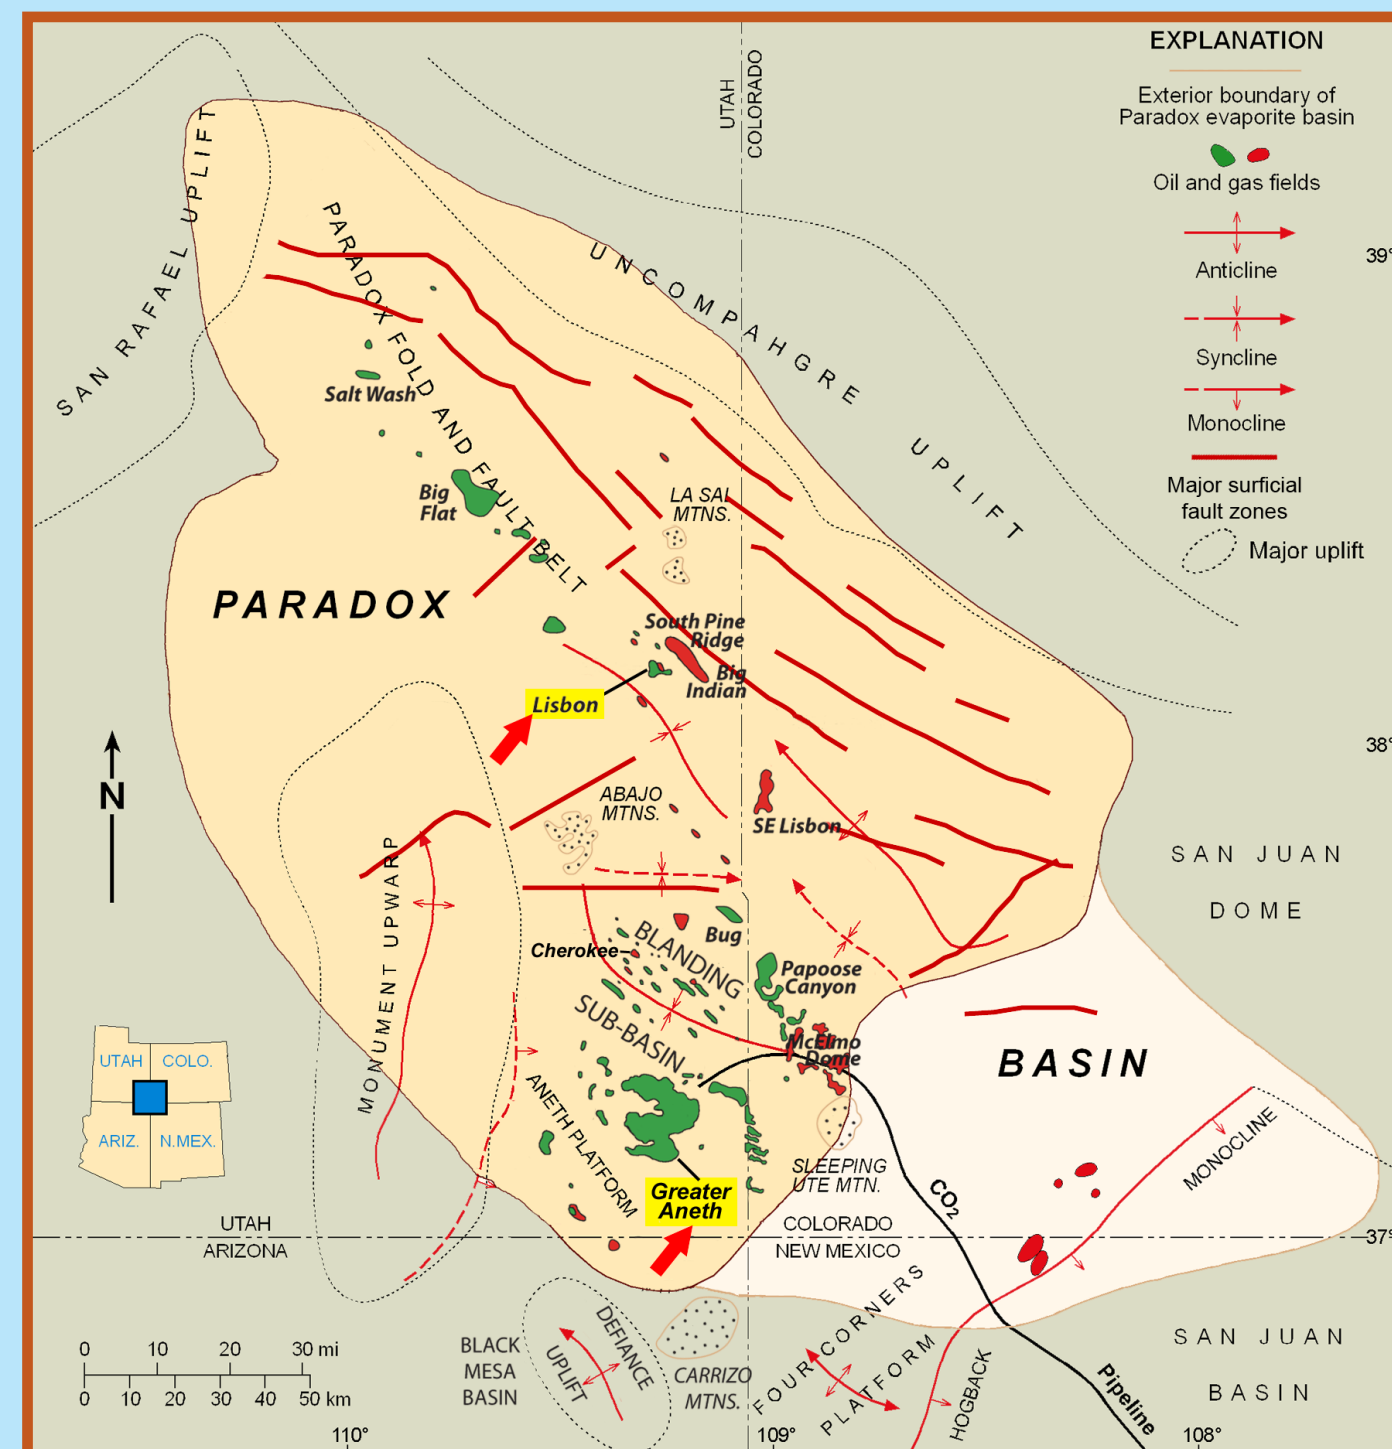 EXPLANATION
Exterior boundary of
Paradox evaporite basin
Oil and gas fields
Anticline
Syncline
Monocline
Major surficial
fault zones
Major uplift
UTAH
COLORADO
39°
SAN RAFAEL UPLIFT
PARADOX FOLD AND FAULT BELT
UNCOMPAHGRE UPLIFT
Salt Wash
Big
Flat
LA SAL
MTNS.
PARADOX
South Pine
Ridge
Big
Indian
Lisbon
38°
N
ABAJO
MTNS.
SE Lisbon
SAN JUAN
DOME
MONUMENT UPWARP
Bug
Cherokee
BLANDING
SUB-BASIN
Papoose
Canyon
McElmo
Dome
BASIN
UTAH
COLO.
ARIZ.
N.MEX.
ANETH PLATFORM
SLEEPING
UTE MTN.
MONOCLINE
Greater
Aneth
CO2
UTAH
ARIZONA
COLORADO
NEW MEXICO
37°
FOUR CORNERS
PLATFORM
HOGBACK
Pipeline
SAN JUAN
BASIN
BLACK
MESA
BASIN
DEFIANCE
UPLIFT
CARRIZO
MTNS.
0 10 20 30 mi
0 10 20 30 40 50 km
110°
109°
108°